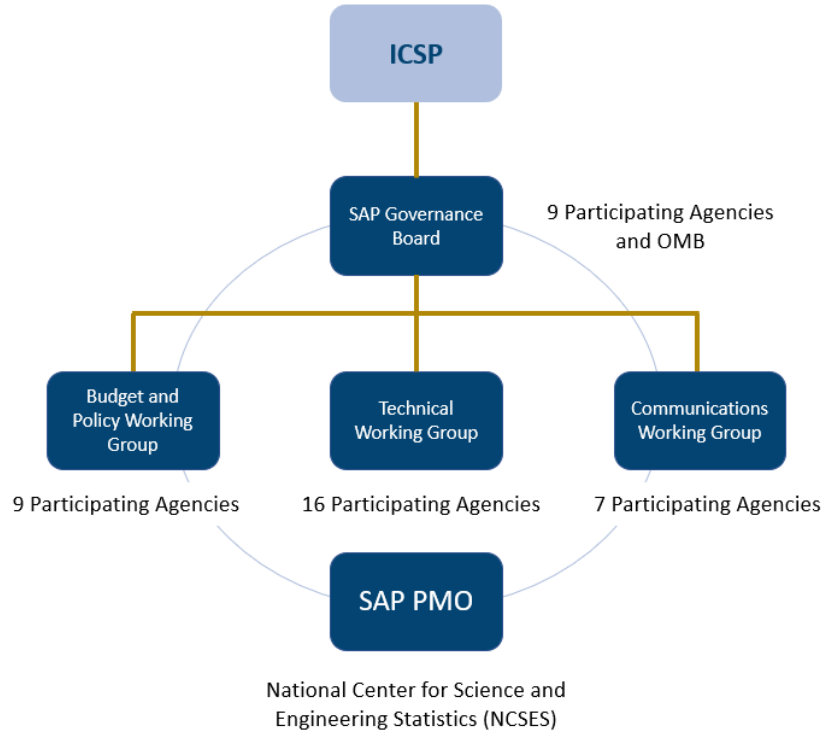 ICSP
SAP Governance
Board
9 Participating Agencies
and OMB
Budget and
Policy Working
Group
Technical
Working Group
Communications
Working Group
9 Participating Agencies
16 Participating Agencies
7 Participating Agencies
SAP PMO
National Center for Science and
Engineering Statistics (NCSES)